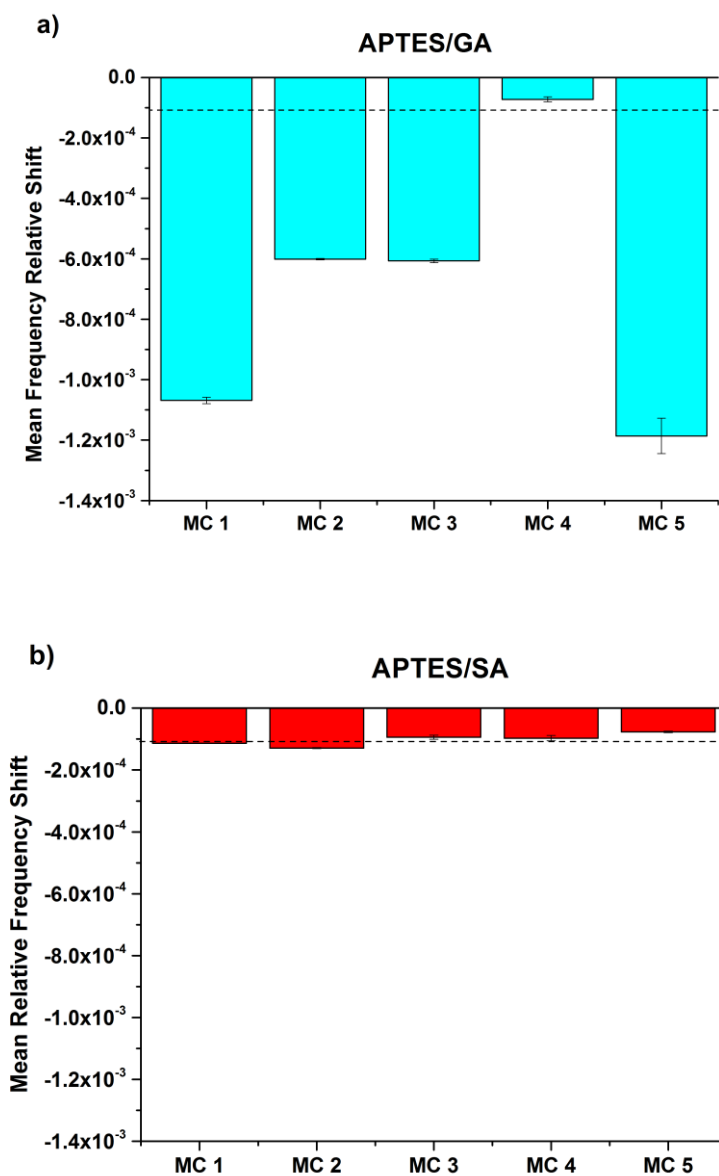 a)
APTES/GA
Mean Frequency Relative Shift
0.0
-2.0x10⁻⁴
-4.0x10⁻⁴
-6.0x10⁻⁴
-8.0x10⁻⁴
-1.0x10⁻³
-1.2x10⁻³
-1.4x10⁻³
MC 1 MC 2 MC 3 MC 4 MC 5
b)
APTES/SA
Mean Relative Frequency Shift
0.0
-2.0x10⁻⁴
-4.0x10⁻⁴
-6.0x10⁻⁴
-8.0x10⁻⁴
-1.0x10⁻³
-1.2x10⁻³
-1.4x10⁻³
MC 1 MC 2 MC 3 MC 4 MC 5